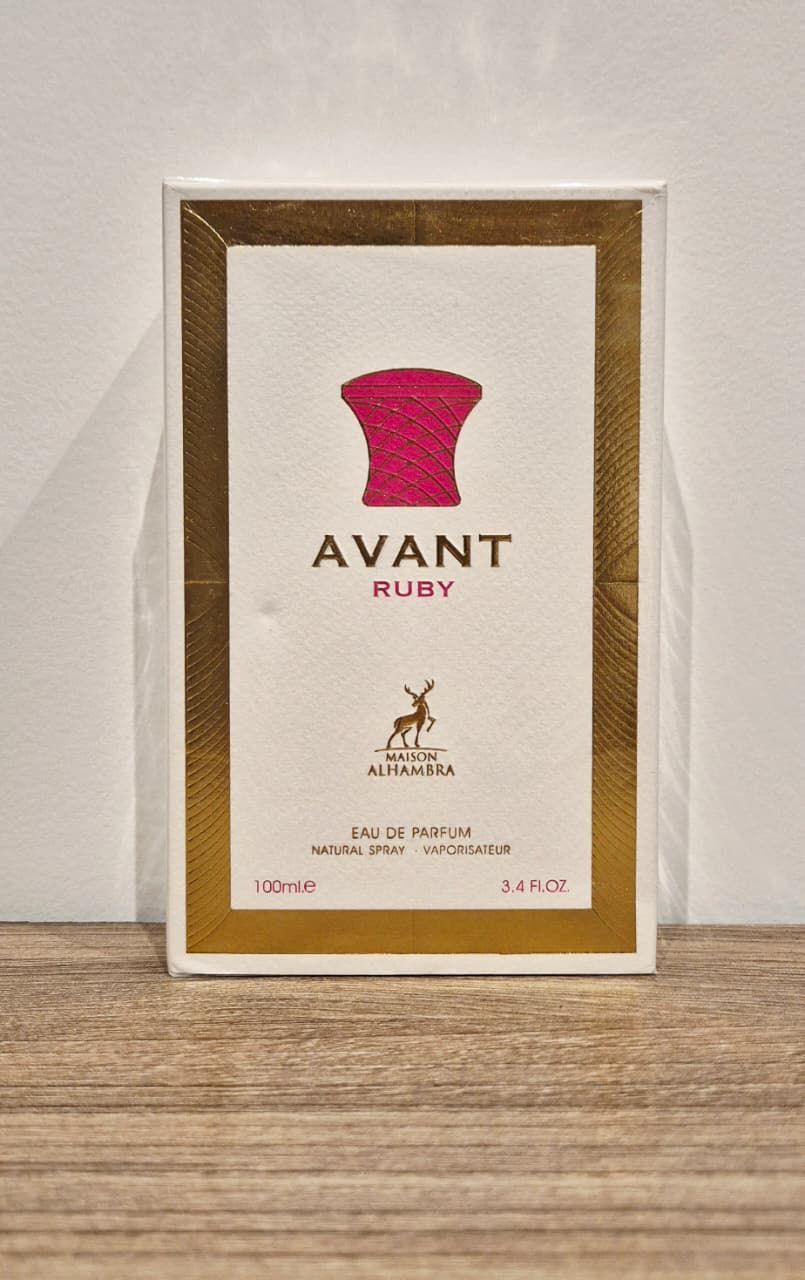 AVANT
RUBY
MAISON
ALHAMBRA
EAU DE PARFUM
NATURAL SPRAY · VAPORISATEUR
100ml.e 3.4 Fl.OZ.